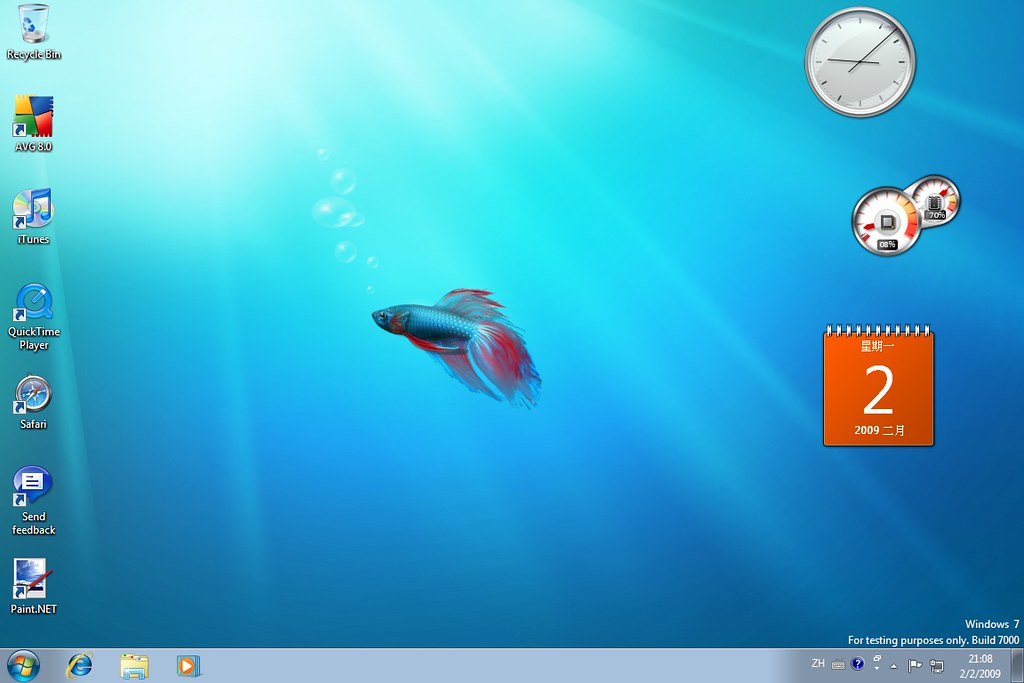 Recycle Bin
AVG 8.0
iTunes
QuickTime
Player
Safari
Send
feedback
Paint.NET
70%
08%
星期一
2
2009 二月
Windows 7
For testing purposes only. Build 7000
ZH
21:08
2/2/2009